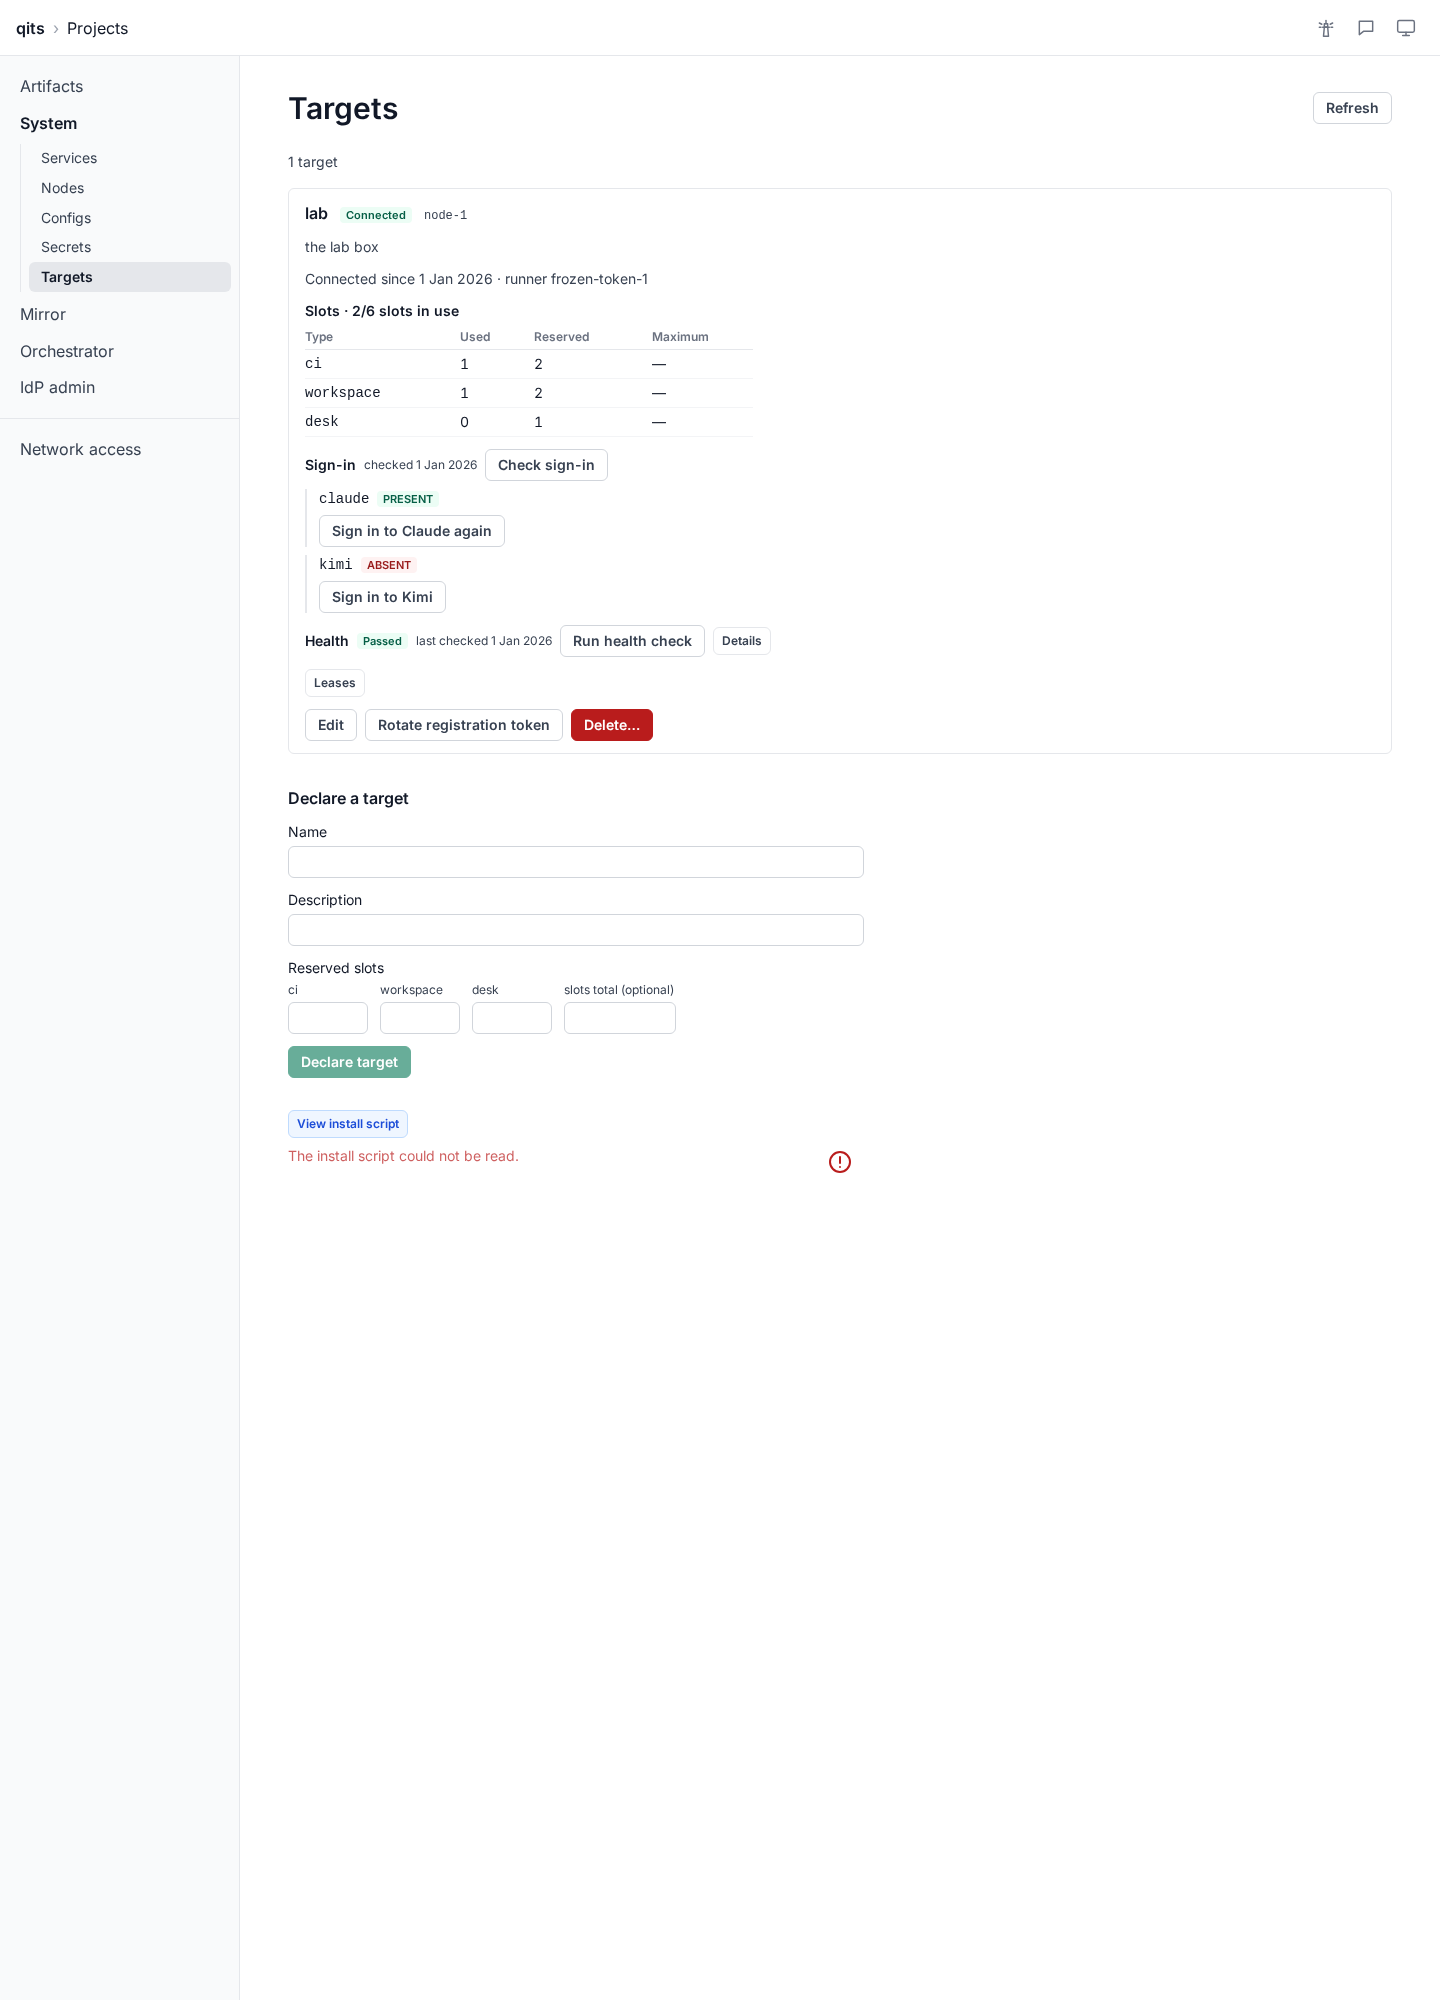 qits › Projects
Artifacts
System
Services
Nodes
Configs
Secrets
Targets
Mirror
Orchestrator
IdP admin
Network access
Targets
Refresh
1 target
lab Connected node-1
the lab box
Connected since 1 Jan 2026 · runner frozen-token-1
Slots · 2/6 slots in use
Type Used Reserved Maximum
ci 1 2 —
workspace 1 2 —
desk 0 1 —
Sign-in checked 1 Jan 2026 Check sign-in
claude PRESENT
Sign in to Claude again
kimi ABSENT
Sign in to Kimi
Health Passed last checked 1 Jan 2026 Run health check Details
Leases
Edit Rotate registration token Delete...
Declare a target
Name
Description
Reserved slots
ci workspace desk slots total (optional)
Declare target
View install script
The install script could not be read.